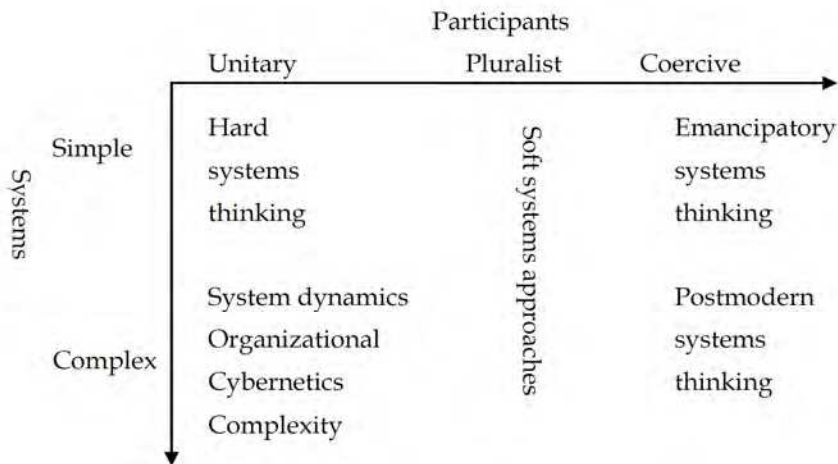 Participants
Unitary Pluralist Coercive
Systems
Simple
Hard
systems
thinking
Soft systems approaches
Emancipatory
systems
thinking
Complex
System dynamics
Organizational
Cybernetics
Complexity
Postmodern
systems
thinking